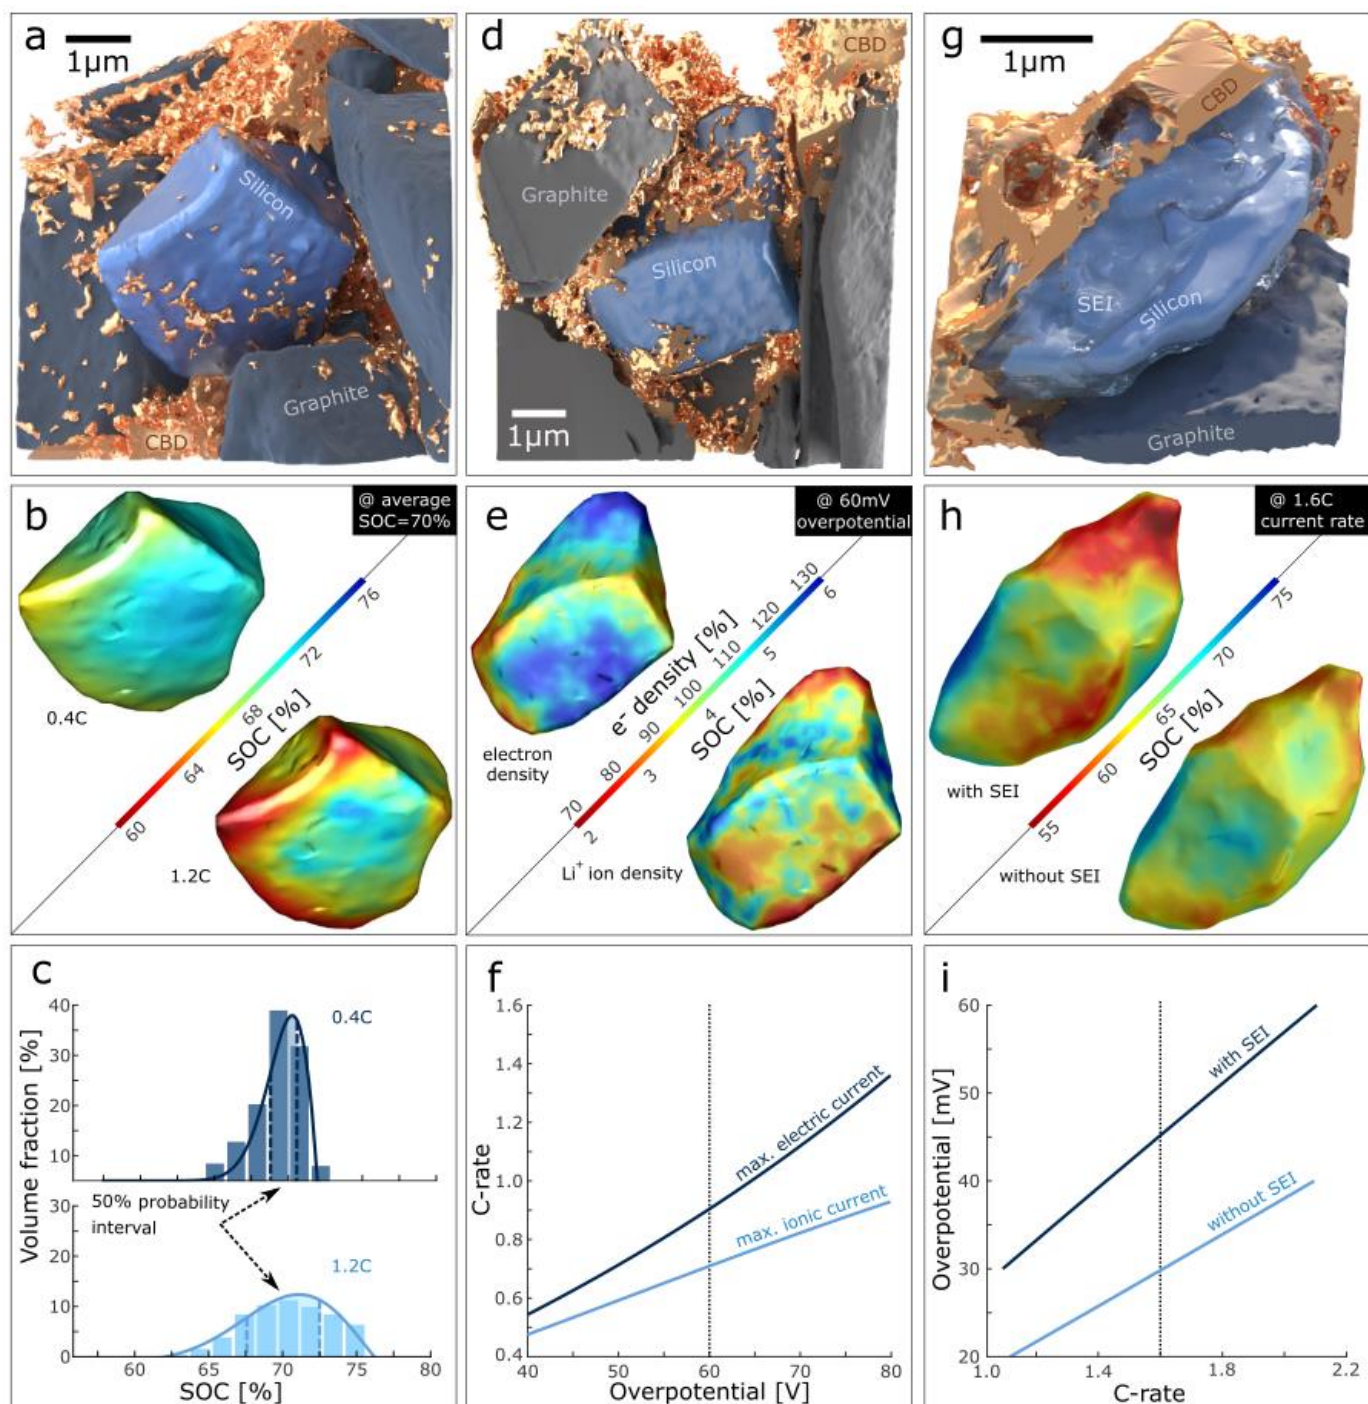 a
1μm
Silicon
Graphite
CBD
d
CBD
Graphite
Silicon
1μm
g
1μm
CBD
SEI
Silicon
Graphite
b
@ average
SOC=70%
0.4C
1.2C
60
64
68
72
76
SOC [%]
e
@ 60mV
overpotential
electron
density
Li⁺ ion density
70
80
90
100
110
120
130
e⁻ density [%]
2
3
4
5
6
SOC [%]
h
@ 1.6C
current rate
with SEI
without SEI
55
60
65
70
75
SOC [%]
c
Volume fraction [%]
40
30
20
10
0.4C
50% probability
interval
30
20
10
0
1.2C
60
65
70
75
80
SOC [%]
f
C-rate
1.6
1.4
1.2
1.0
0.8
0.6
0.4
max. electric current
max. ionic current
40
50
60
70
80
Overpotential [V]
i
Overpotential [mV]
60
50
40
30
20
with SEI
without SEI
1.0
1.4
1.8
2.2
C-rate